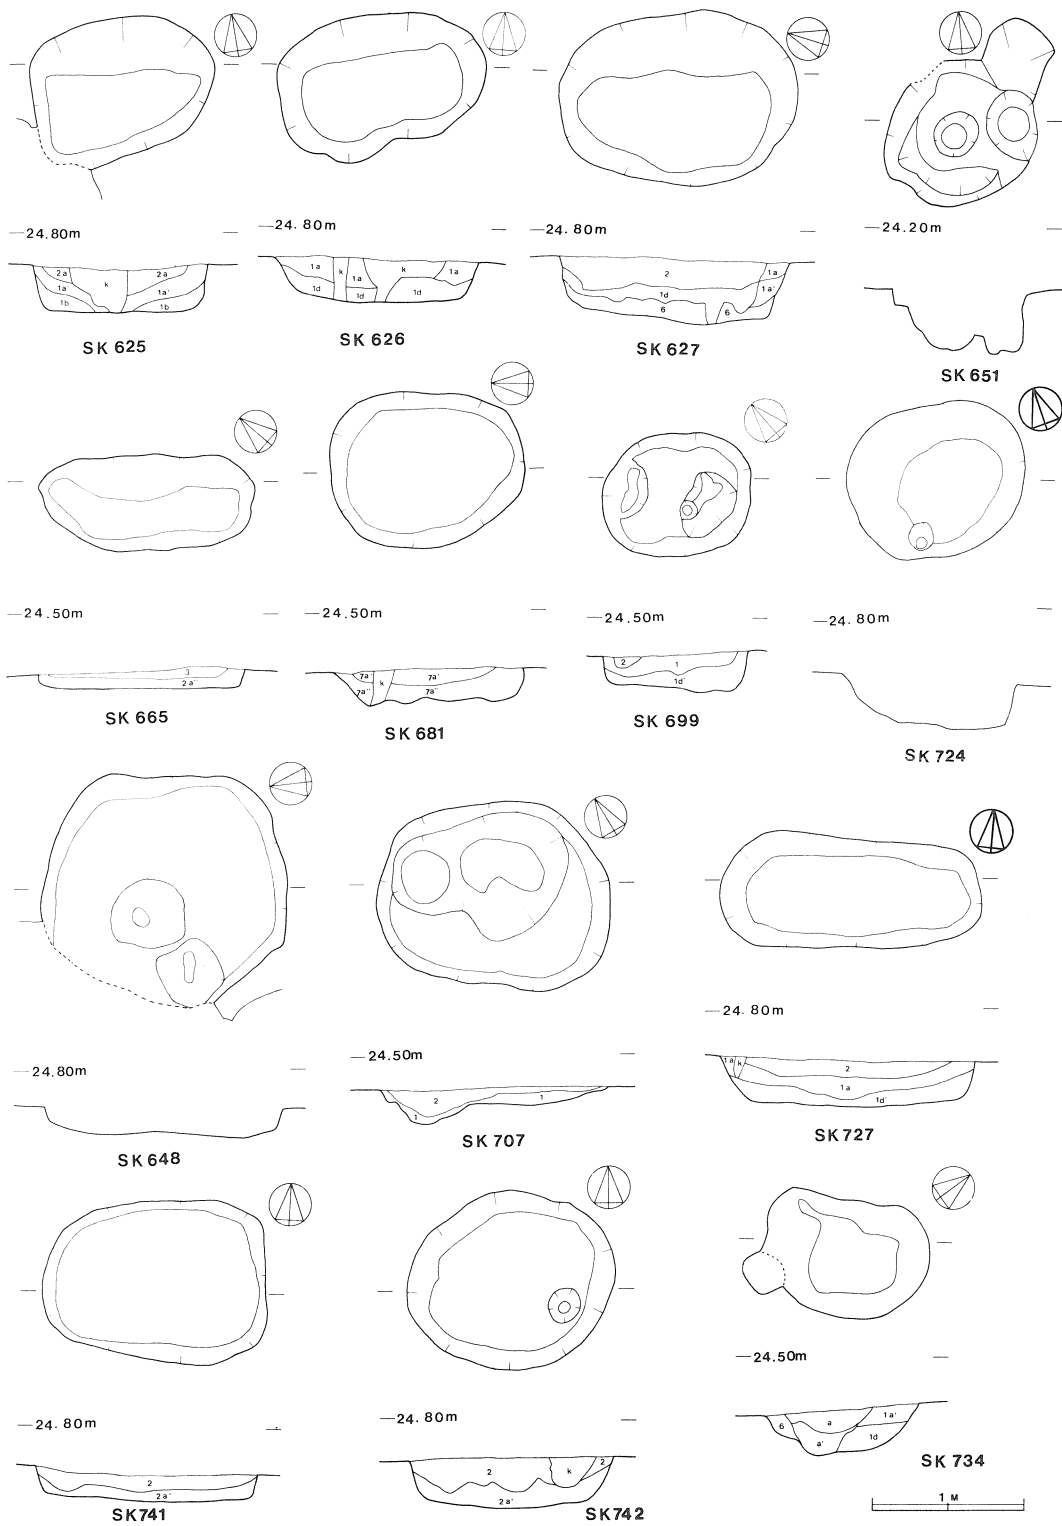 24.80m
24.80m
24.80m
24.20m
2a k 2a
1a' 1a'
1b 1b
1a k 1a k 1a
1d 1d 1d
2 1a
1d 1a'
6 6
SK 625
SK 626
SK 627
SK 651
24.50m
24.50m
24.50m
24.80m
3
2a''
7a' k 7a'
7a'' 7a''
2 1
1d'
SK 665
SK 681
SK 699
SK 724
24.80m
24.50m
24.80m
2 1
1
1a k 2
1a
1d'
SK 648
SK 707
SK 727
24.80m
24.80m
24.50m
2
2a'
2 k 2
2a'
6 a 1a'
a' 1d
SK741
SK742
SK 734
1 M